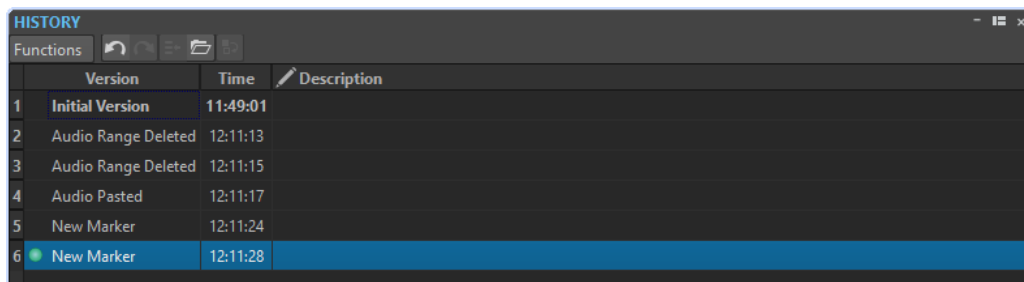 HISTORY
Functions
Version Time Description
1 Initial Version 11:49:01
2 Audio Range Deleted 12:11:13
3 Audio Range Deleted 12:11:15
4 Audio Pasted 12:11:17
5 New Marker 12:11:24
6 New Marker 12:11:28